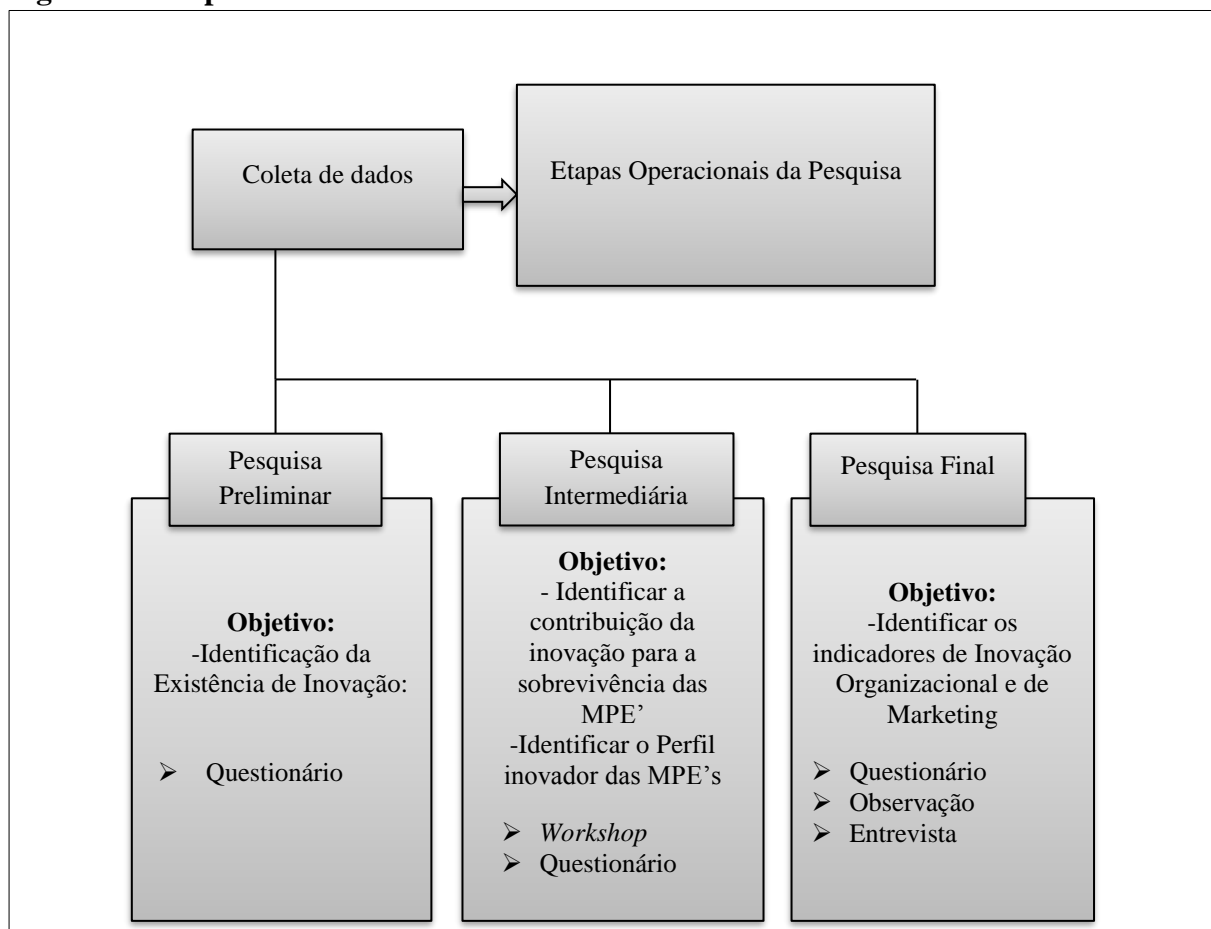 Coleta de dados
Etapas Operacionais da Pesquisa
Pesquisa
Preliminar
Objetivo:
-Identificação da
Existência de Inovação:
➢ Questionário
Pesquisa
Intermediária
Objetivo:
- Identificar a
contribuição da
inovação para a
sobrevivência das
MPE’
-Identificar o Perfil
inovador das MPE’s
➢ Workshop
➢ Questionário
Pesquisa Final
Objetivo:
-Identificar os
indicadores de Inovação
Organizacional e de
Marketing
➢ Questionário
➢ Observação
➢ Entrevista